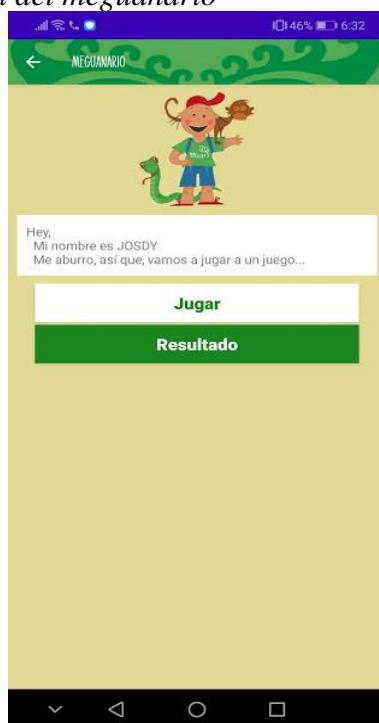 del meguanario
46% 6:32
MEGUANARIO
Hey,
Mi nombre es JOSDY
Me aburro, así que, vamos a jugar a un juego...
Jugar
Resultado